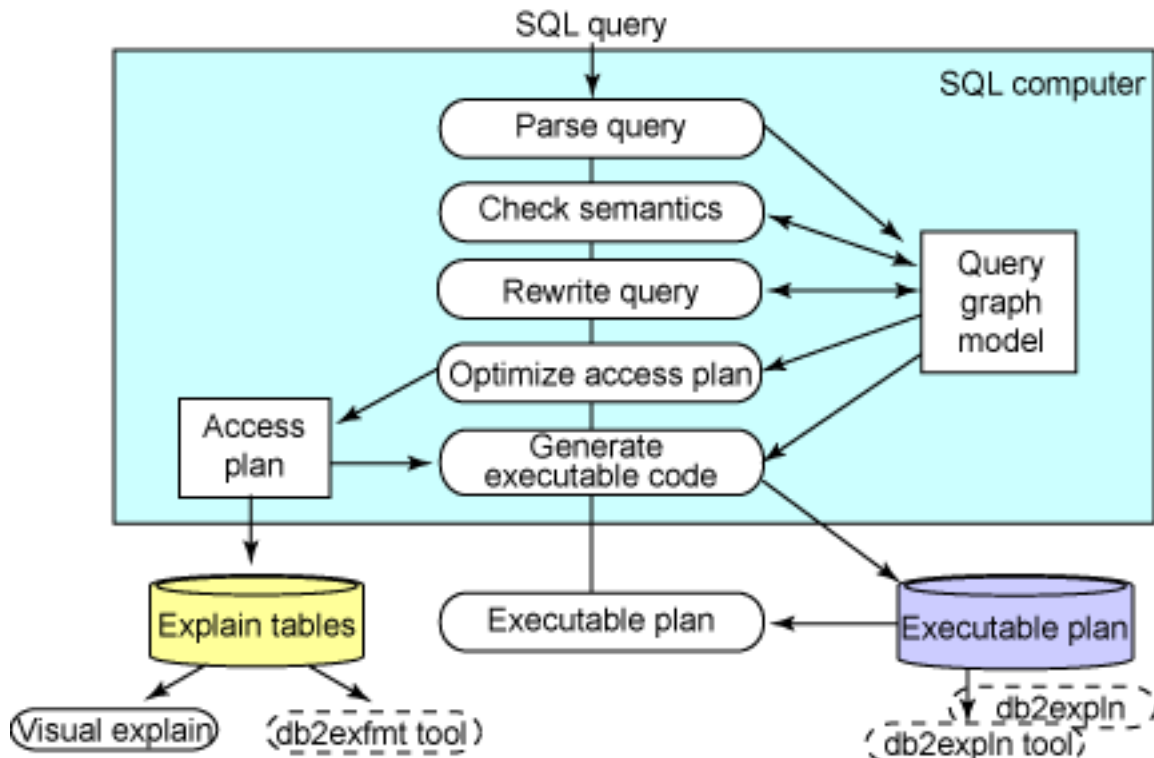 SQL query
SQL computer
Parse query
Check semantics
Query
graph
model
Rewrite query
Optimize access plan
Access
plan
Generate
executable code
Explain tables
Executable plan
Executable plan
Visual explain
db2exfmt tool
db2expln
db2expln tool